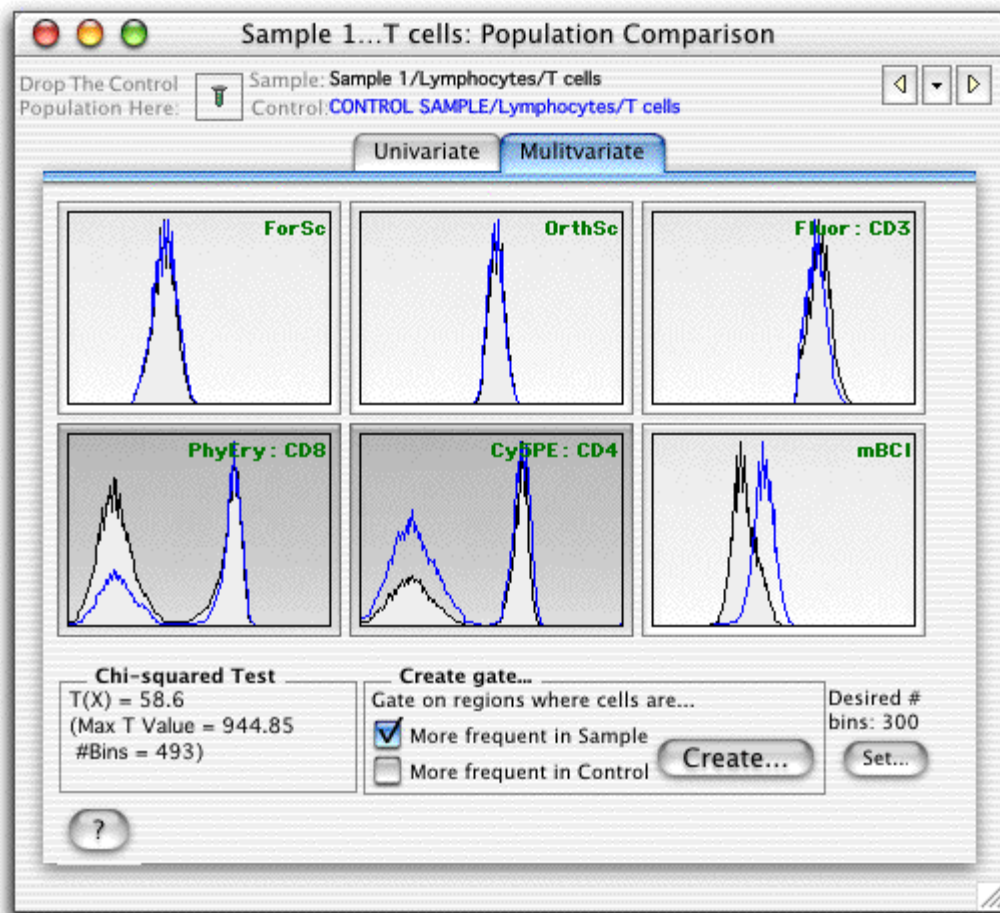 Sample 1...T cells: Population Comparison
Drop The Control
Population Here:
Sample: Sample 1/Lymphocytes/T cells
Control: CONTROL SAMPLE/Lymphocytes/T cells
Univariate
Mulitvariate
ForSc
OrthSc
Fluor: CD3
PhyEry: CD8
Cy5PE: CD4
mBCI
Chi-squared Test
T(X) = 58.6
(Max T Value = 944.85
#Bins = 493)
Create gate...
Gate on regions where cells are...
More frequent in Sample
More frequent in Control
Create...
Desired #
bins: 300
Set...
?